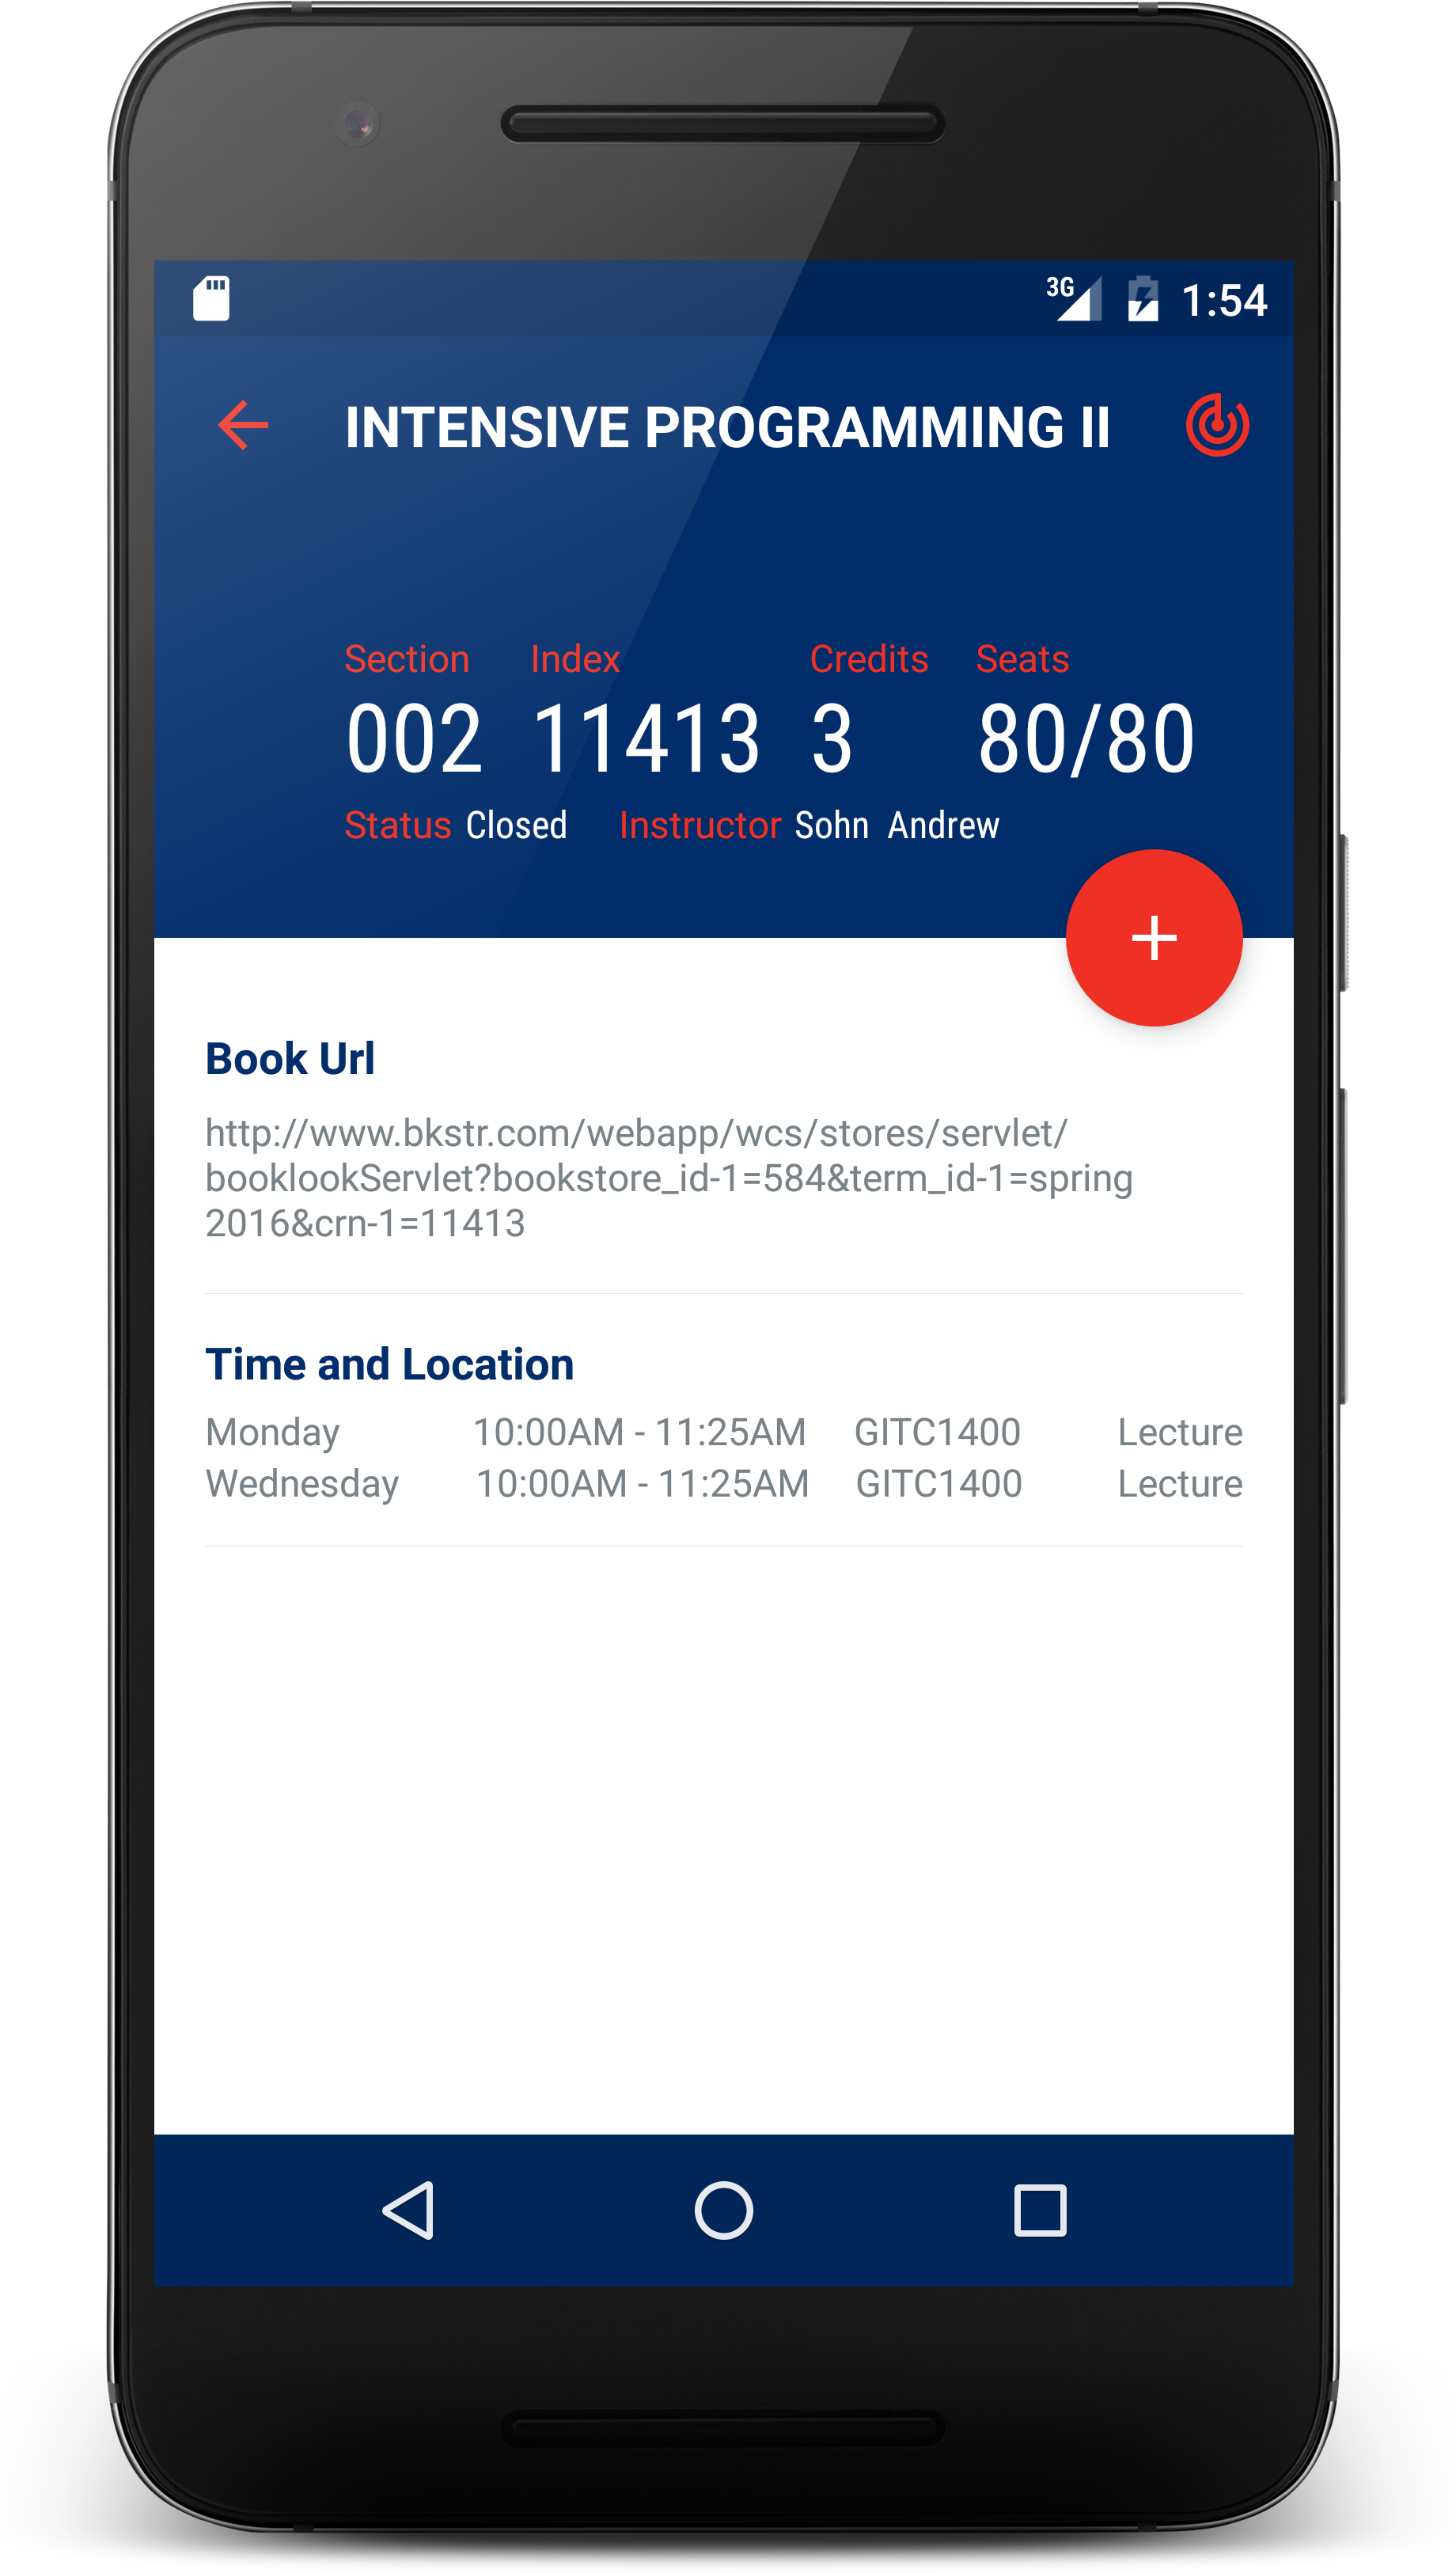 3G 1:54
INTENSIVE PROGRAMMING II
Section Index Credits Seats
002 11413 3 80/80
Status Closed Instructor Sohn Andrew
Book Url
http://www.bkstr.com/webapp/wcs/stores/servlet/
booklookServlet?bookstore_id-1=584&term_id-1=spring
2016&crn-1=11413
Time and Location
Monday 10:00AM - 11:25AM GITC1400 Lecture
Wednesday 10:00AM - 11:25AM GITC1400 Lecture